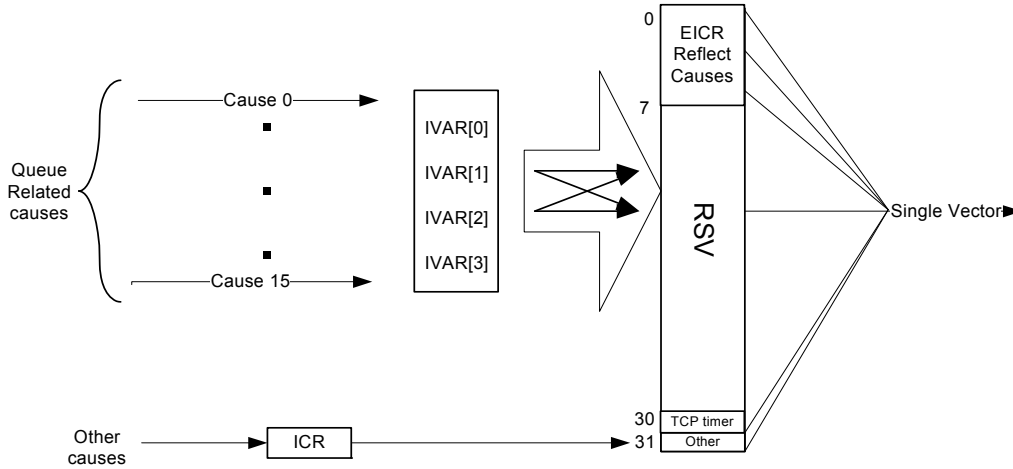 0
EICR
Reflect
Causes
7
Cause 0
Queue
Related
causes
Cause 15
IVAR[0]
IVAR[1]
IVAR[2]
IVAR[3]
RSV
Single Vector
30
TCP timer
31
Other
Other
causes
ICR